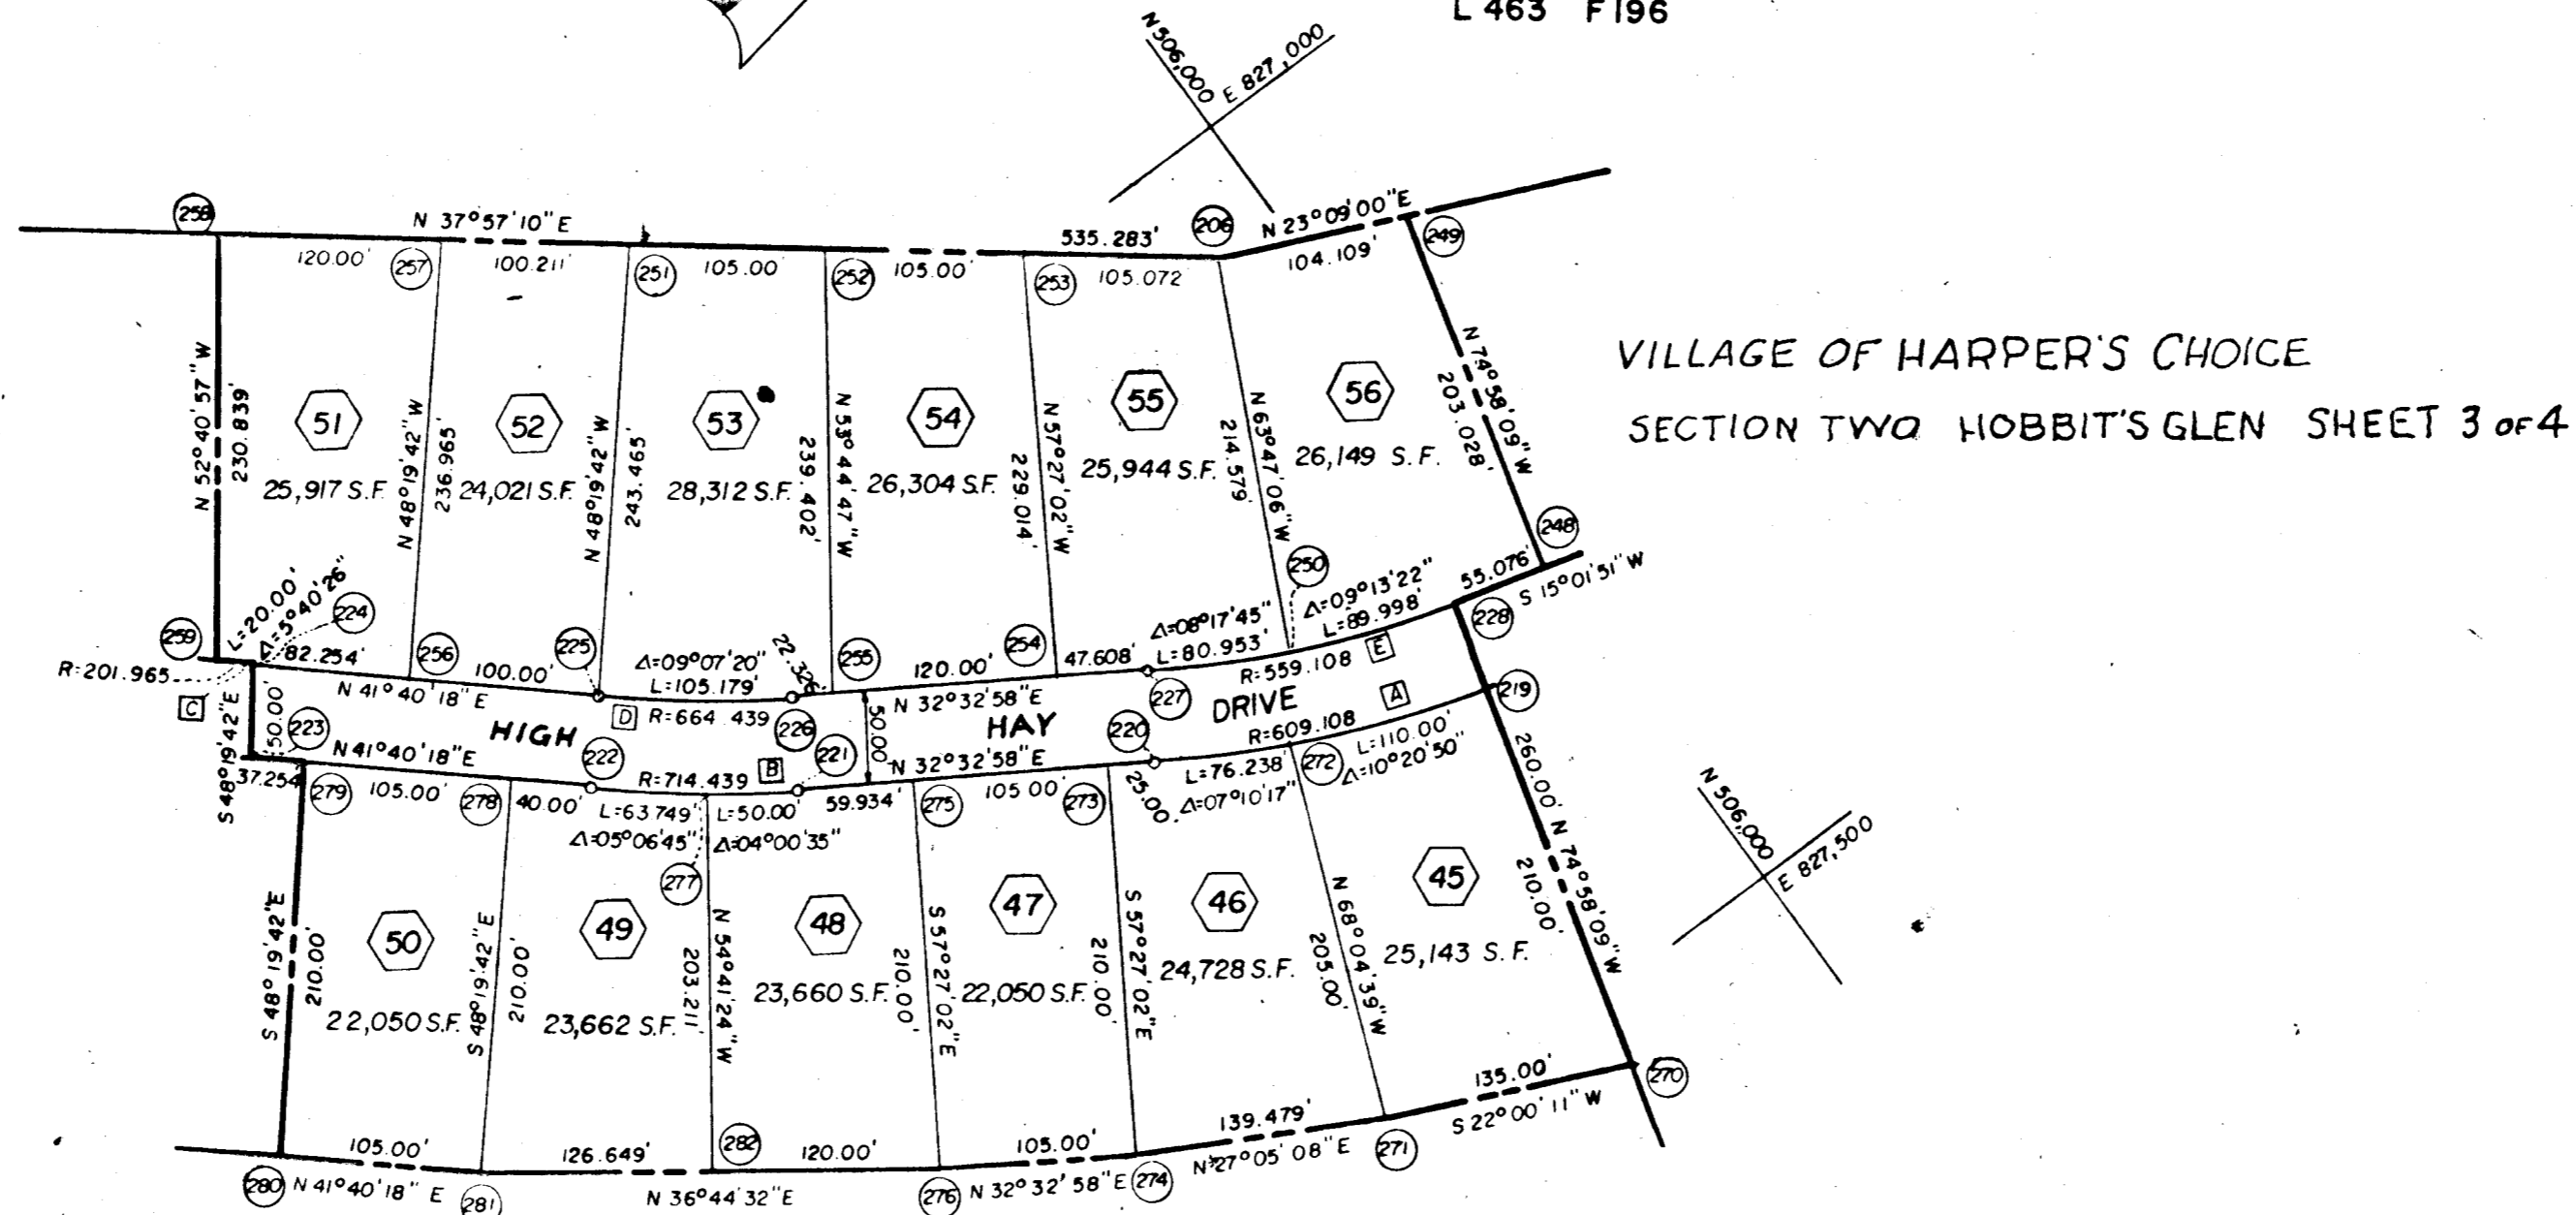 L 463 F 196
N 506,000
E 827,000
258
N 37°57'10"E
535.283'
206
N 23°09'00"E
249
120.00'
257
100.211'
251
105.00'
252
105.00'
253
105.072
104.109'
N 52°40'57"W
230.839'
51
25,917 S.F.
N 48°19'42"W
236.965'
52
24,021 S.F.
N 48°19'42"W
243.465'
53
28,312 S.F.
239.402'
N 53°44'47"W
54
26,304 S.F.
229.014'
N 57°27'02"W
55
25,944 S.F.
214.579'
N 63°47'06"W
56
26,149 S.F.
N 74°58'09"W
203.028'
VILLAGE OF HARPER'S CHOICE
SECTION TWO HOBBIT'S GLEN SHEET 3 OF 4
248
55.076'
S 15°01'51"W
259
L=20.00'
Δ=5°40'26"
224
R=201.965
C
82.254'
256
100.00'
225
Δ=09°07'20"
L=105.179'
22.326'
255
120.00'
254
47.608'
Δ=08°17'45"
L=80.953'
250
Δ=09°13'22"
L=89.998'
228
N 41°40'18"E
D
R=664.439
226
N 32°32'58"E
227
R=559.108
E
S 48°19'42"E
50.00'
223
HIGH
HAY
DRIVE
50.00'
A
219
N 41°40'18"E
222
R=714.439
B
221
N 32°32'58"E
220
R=609.108
37.254'
279
105.00'
278
40.00'
L=63.749'
Δ=05°06'45"
L=50.00'
Δ=04°00'35"
277
59.934'
275
105.00
273
25.00
L=76.238'
Δ=07°10'17"
272
L=110.00'
Δ=10°20'50"
260.00'
N 74°58'09"W
210.00'
N 506,000
E 827,500
S 48°19'42"E
210.00'
50
22,050 S.F.
S 48°19'42"E
210.00'
49
23,662 S.F.
203.211'
N 54°41'24"W
48
23,660 S.F.
210.00'
S 57°27'02"E
47
22,050 S.F.
210.00'
S 57°27'02"E
46
24,728 S.F.
205.00'
N 68°04'39"W
45
25,143 S.F.
280
105.00'
N 41°40'18" E
281
126.649'
282
N 36°44'32"E
120.00'
276
105.00'
N 32°32'58"E
274
139.479'
N 27°05'08"E
271
135.00'
S 22°00'11"W
270